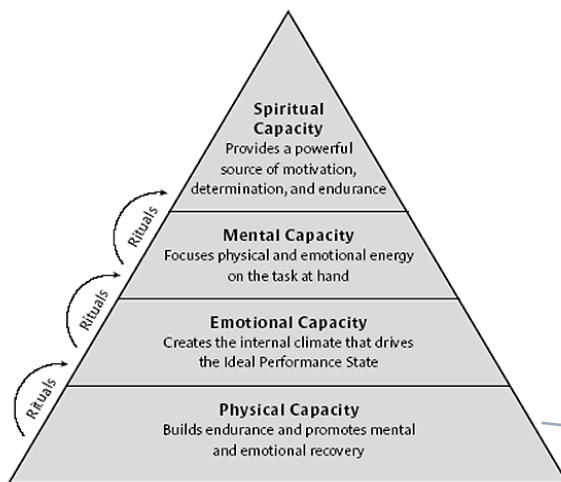 Spiritual
Capacity
Provides a powerful
source of motivation,
determination, and endurance
Rituals
Mental Capacity
Focuses physical and emotional energy
on the task at hand
Rituals
Emotional Capacity
Creates the internal climate that drives
the Ideal Performance State
Rituals
Physical Capacity
Builds endurance and promotes mental
and emotional recovery